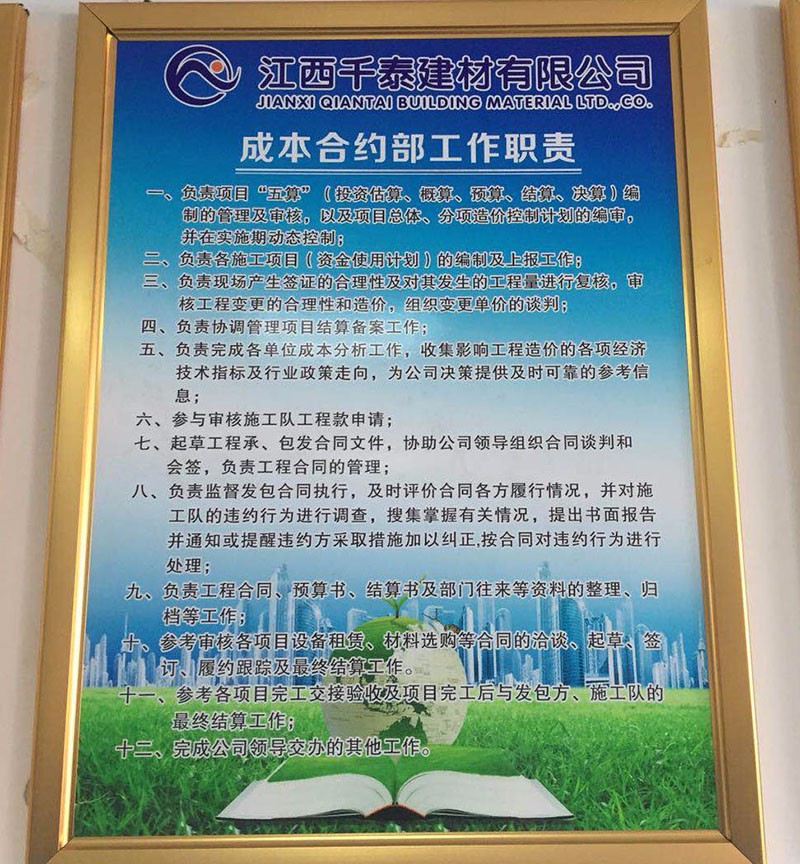 江西千泰建材有限公司
JIANXI QIANTAI BUILDING MATERIAL LTD.,CO.
成本合约部工作职责
一、负责项目“五算”（投资估算、概算、预算、结算、决算）编
制的管理及审核，以及项目总体、分项造价控制计划的编审，
并在实施期动态控制；
二、负责各施工项目（资金使用计划）的编制及上报工作；
三、负责现场产生签证的合理性及对其发生的工程量进行复核，审
核工程变更的合理性和造价，组织变更单价的谈判；
四、负责协调管理项目结算备案工作；
五、负责完成各单位成本分析工作，收集影响工程造价的各项经济
技术指标及行业政策走向，为公司决策提供及时可靠的参考信
息；
六、参与审核施工队工程款申请；
七、起草工程承、包发合同文件，协助公司领导组织合同谈判和
会签，负责工程合同的管理；
八、负责监督发包合同执行，及时评价合同各方履行情况，并对施
工队的违约行为进行调查，搜集掌握有关情况，提出书面报告
并通知或提醒违约方采取措施加以纠正,按合同对违约行为进行
处理；
九、负责工程合同、预算书、结算书及部门往来等资料的整理、归
档等工作；
十、参考审核各项目设备租赁、材料选购等合同的洽谈、起草、签
订、履约跟踪及最终结算工作。
十一、参考各项目完工交接验收及项目完工后与发包方、施工队的
最终结算工作；
十二、完成公司领导交办的其他工作。